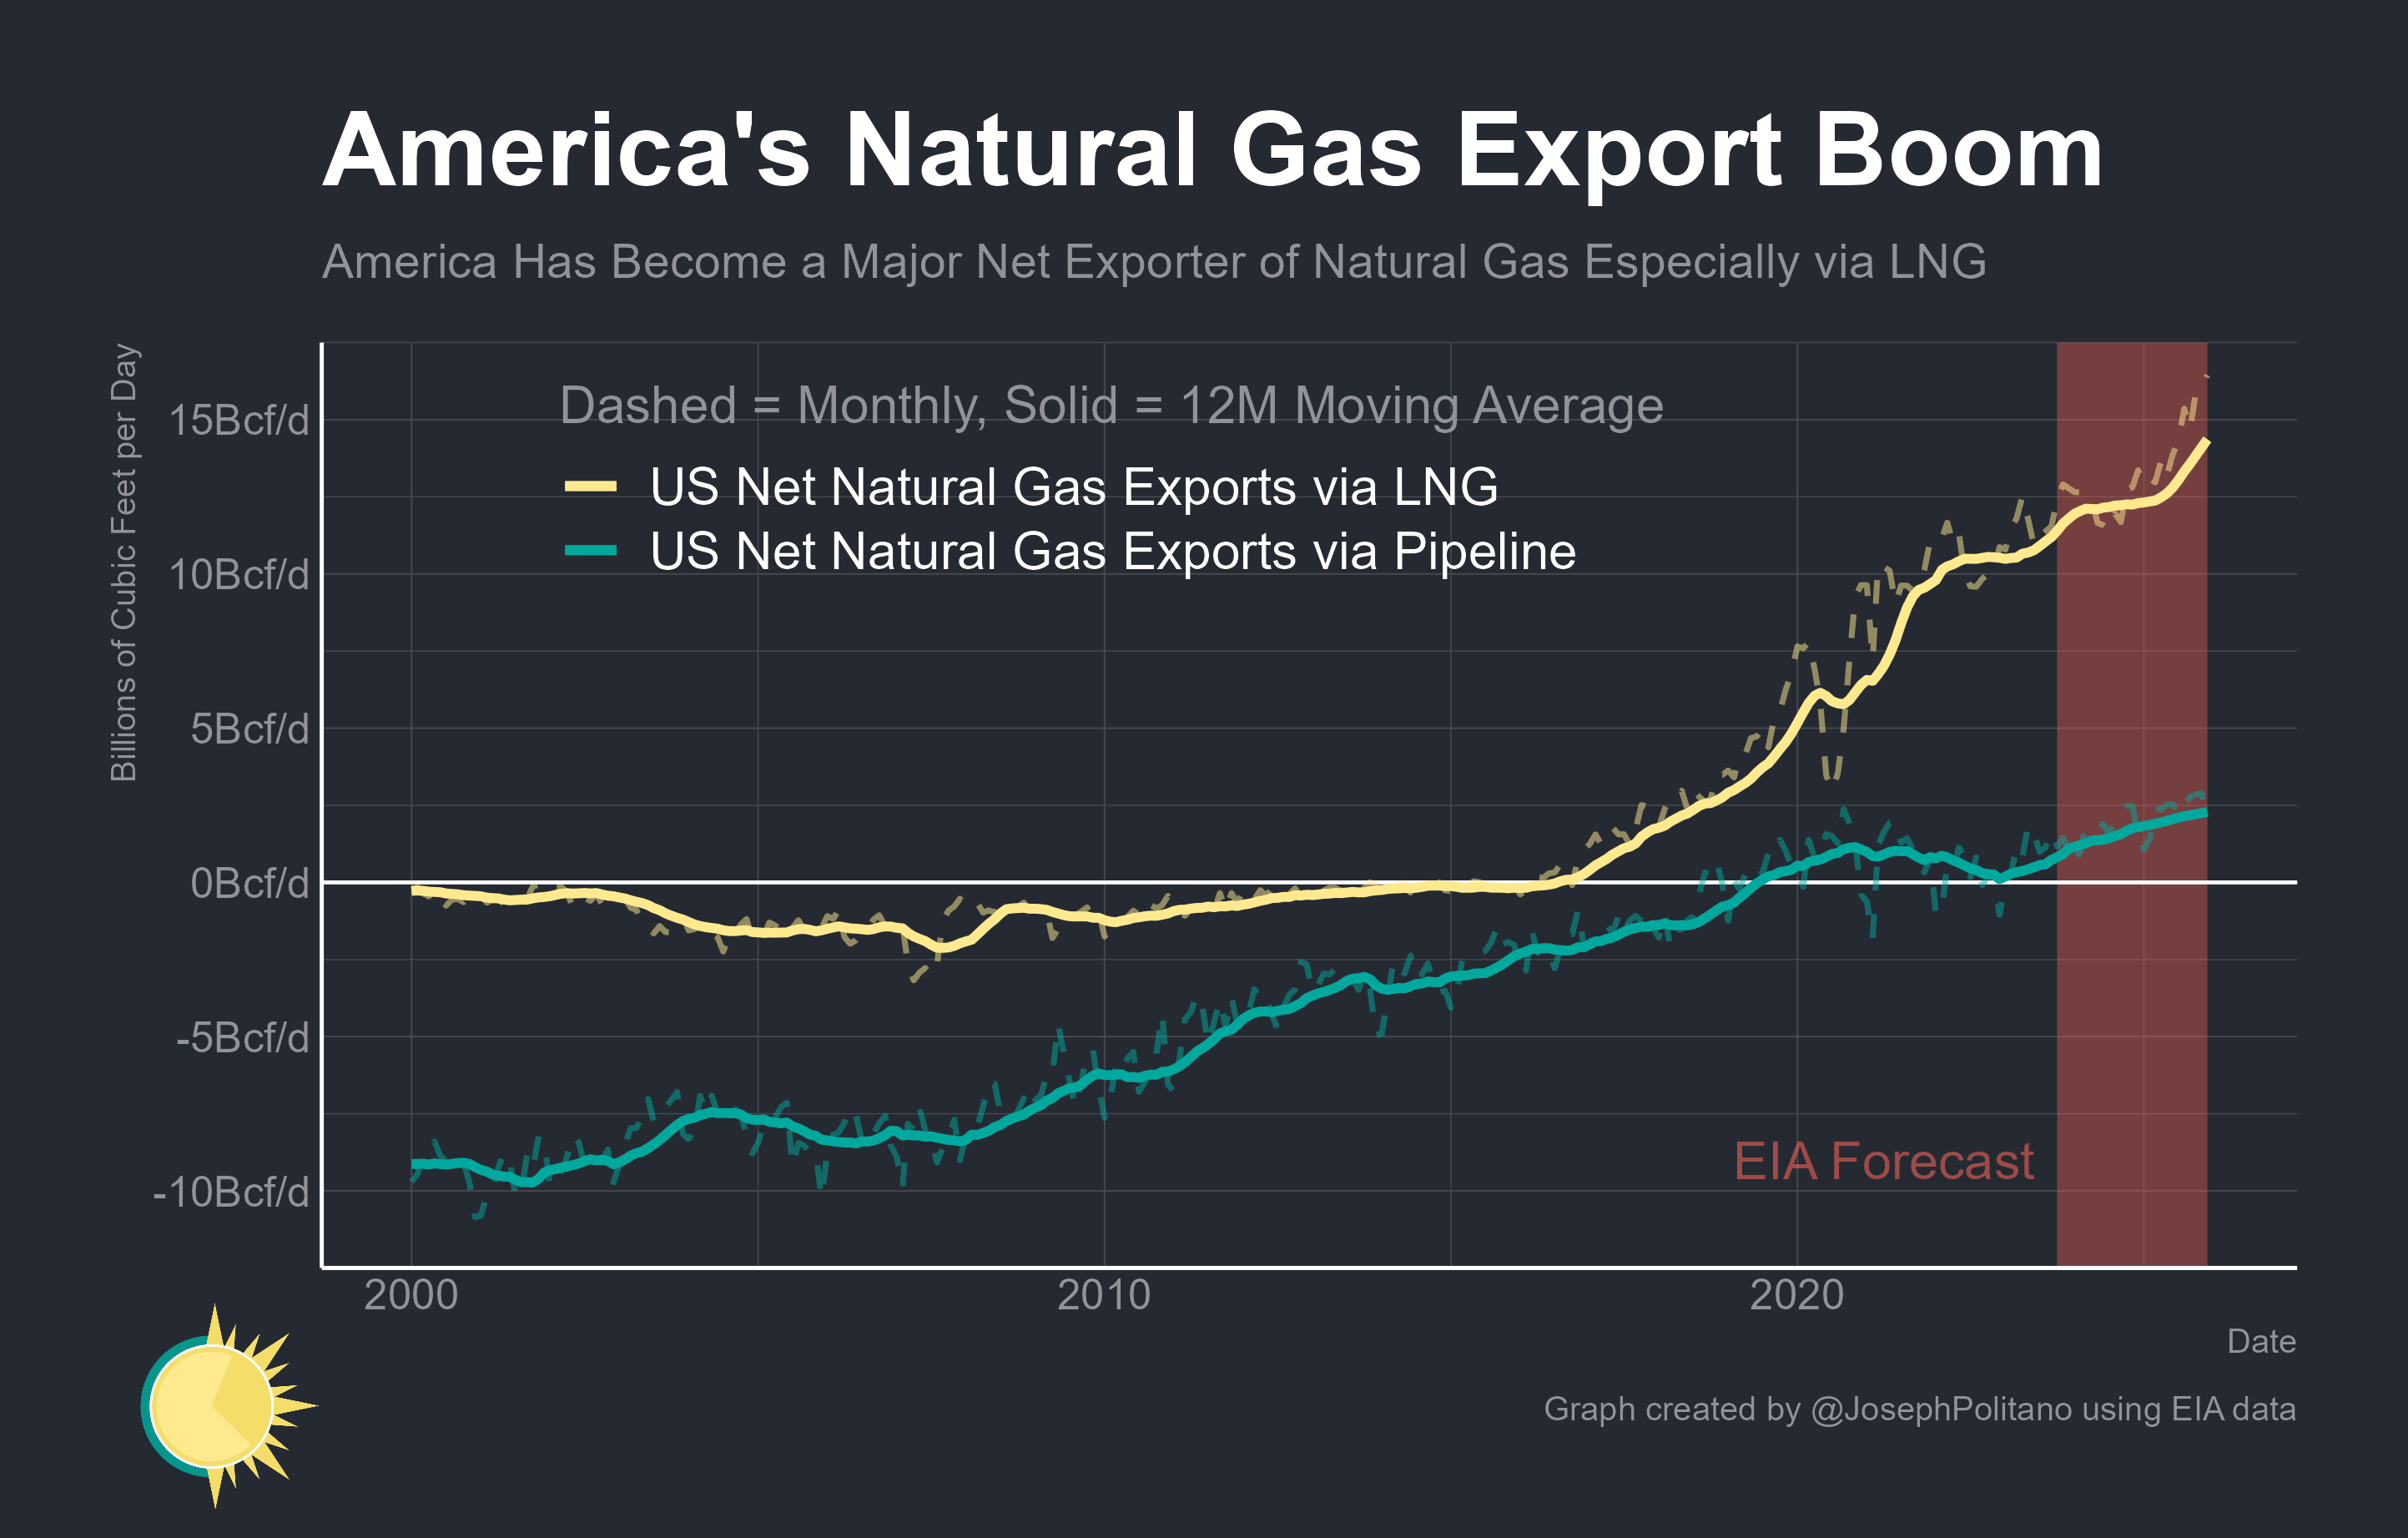 America's Natural Gas Export Boom
America Has Become a Major Net Exporter of Natural Gas Especially via LNG
Billions of Cubic Feet per Day
Dashed = Monthly, Solid = 12M Moving Average
US Net Natural Gas Exports via LNG
US Net Natural Gas Exports via Pipeline
15Bcf/d
10Bcf/d
5Bcf/d
0Bcf/d
-5Bcf/d
-10Bcf/d
EIA Forecast
2000
2010
2020
Date
Graph created by @JosephPolitano using EIA data